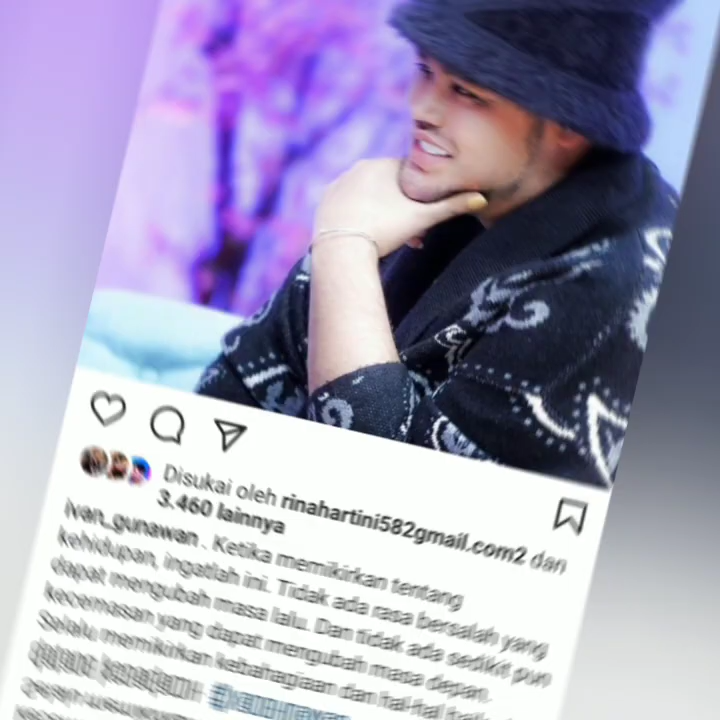 Disukai oleh rinahartini582gmail.com2 dan
3.460 lainnya
ivan_gunawan . Ketika memikirkan tentang
kehidupan, ingatlah ini. Tidak ada rasa bersalah yang
dapat mengubah masa lalu. Dan tidak ada sedikit pun
kecemasan yang dapat mengubah masa depan.
Selalu memikirkan kebahagiaan dan hal-hal